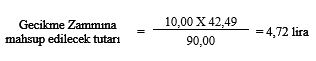 Gecikme Zammına
mahsup edilecek tutarı = 10,00 X 42,49 = 4,72 lira
90,00